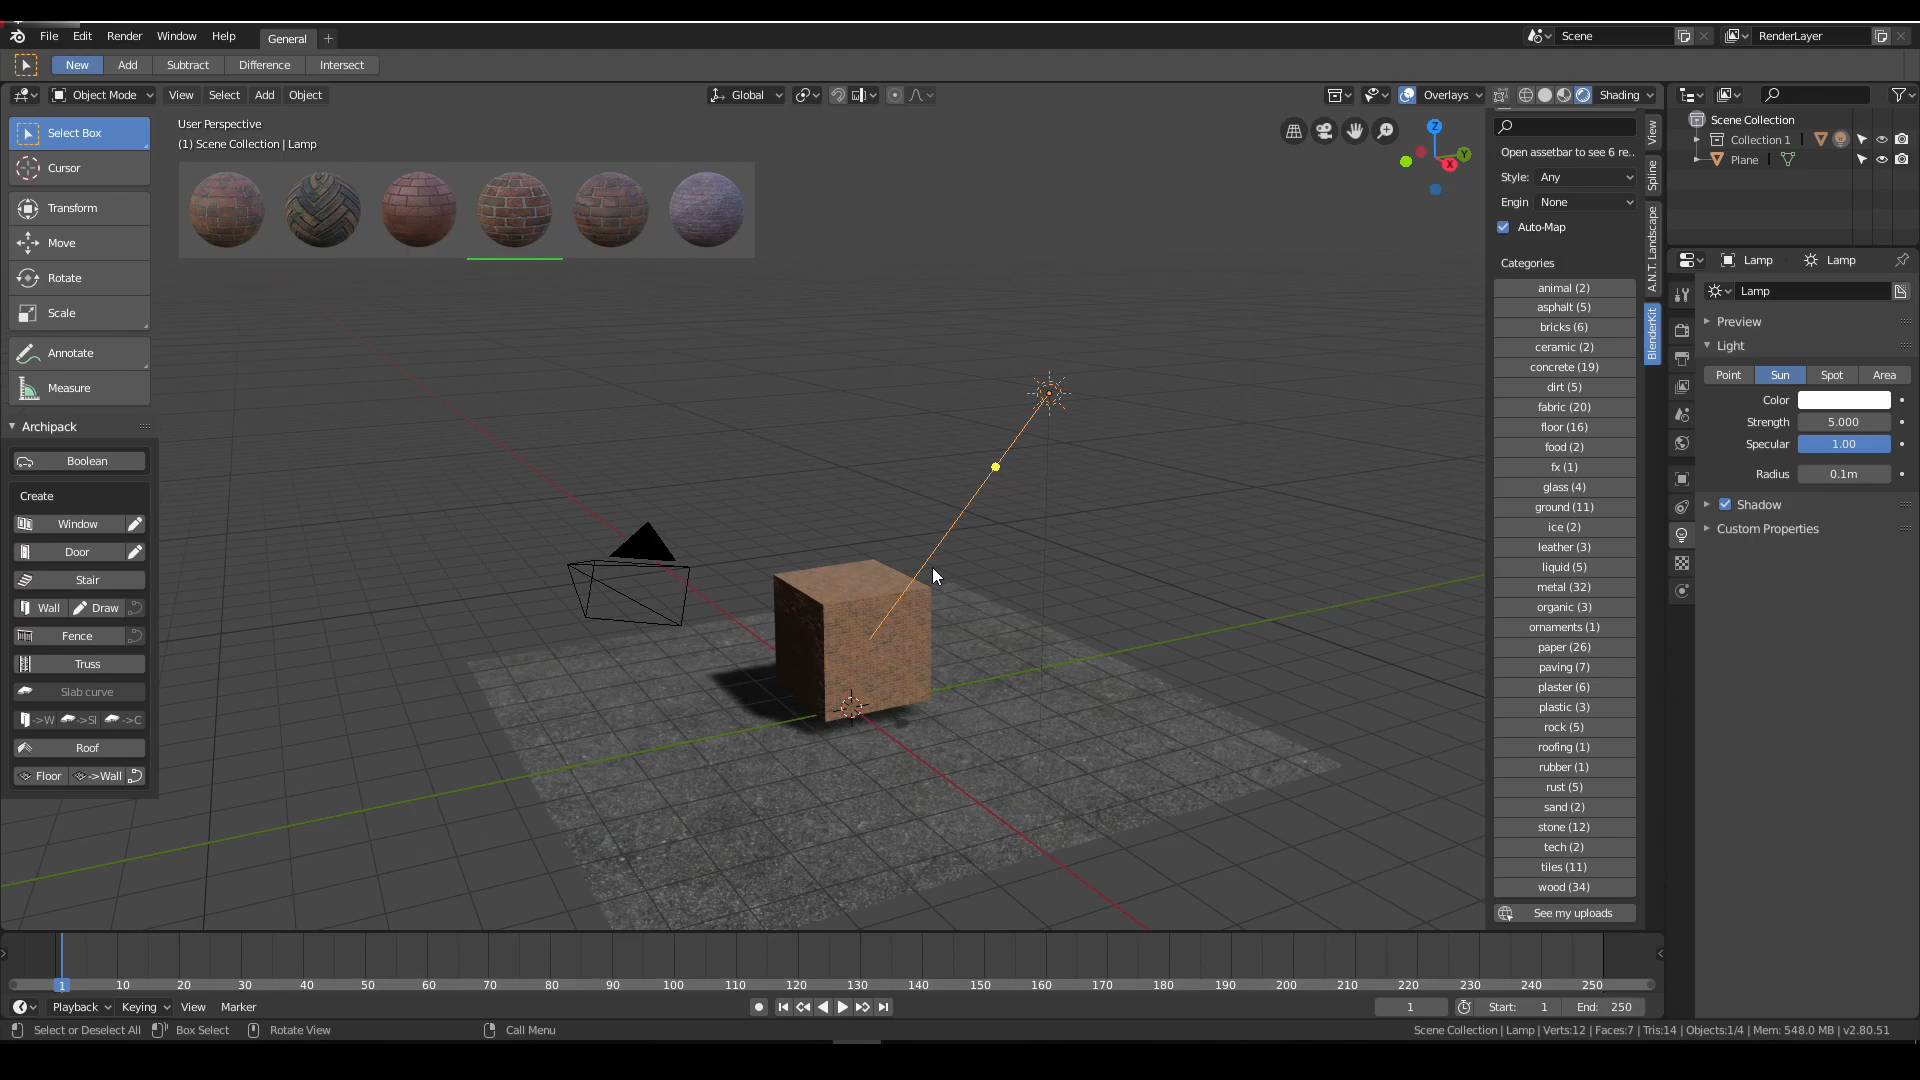 File Edit Render Window Help General + Scene RenderLayer
New Add Subtract Difference Intersect
Object Mode View Select Add Object Global Overlays Shading
Select Box
Cursor
Transform
Move
Rotate
Scale
Annotate
Measure
Archipack
Boolean
Create
Window
Door
Stair
Wall Draw
Fence
Truss
Slab curve
->W ->Sl ->C
Roof
Floor ->Wall
User Perspective
(1) Scene Collection | Lamp
Z
Y
X
Open assetbar to see 6 re..
Style: Any
Engin None
Auto-Map
Categories
animal (2)
asphalt (5)
bricks (6)
ceramic (2)
concrete (19)
dirt (5)
fabric (20)
floor (16)
food (2)
fx (1)
glass (4)
ground (11)
ice (2)
leather (3)
liquid (5)
metal (32)
organic (3)
ornaments (1)
paper (26)
paving (7)
plaster (6)
plastic (3)
rock (5)
roofing (1)
rubber (1)
rust (5)
sand (2)
stone (12)
tech (2)
tiles (11)
wood (34)
See my uploads
View
Spline
A.N.T. Landscape
BlenderKit
Scene Collection
Collection 1
Plane
Lamp Lamp
Lamp
Preview
Light
Point Sun Spot Area
Color
Strength 5.000
Specular 1.00
Radius 0.1m
Shadow
Custom Properties
1 10 20 30 40 50 60 70 80 90 100 110 120 130 140 150 160 170 180 190 200 210 220 230 240 250
Playback Keying View Marker 1 Start: 1 End: 250
Select or Deselect All Box Select Rotate View Call Menu Scene Collection | Lamp | Verts:12 | Faces:7 | Tris:14 | Objects:1/4 | Mem: 548.0 MB | v2.80.51